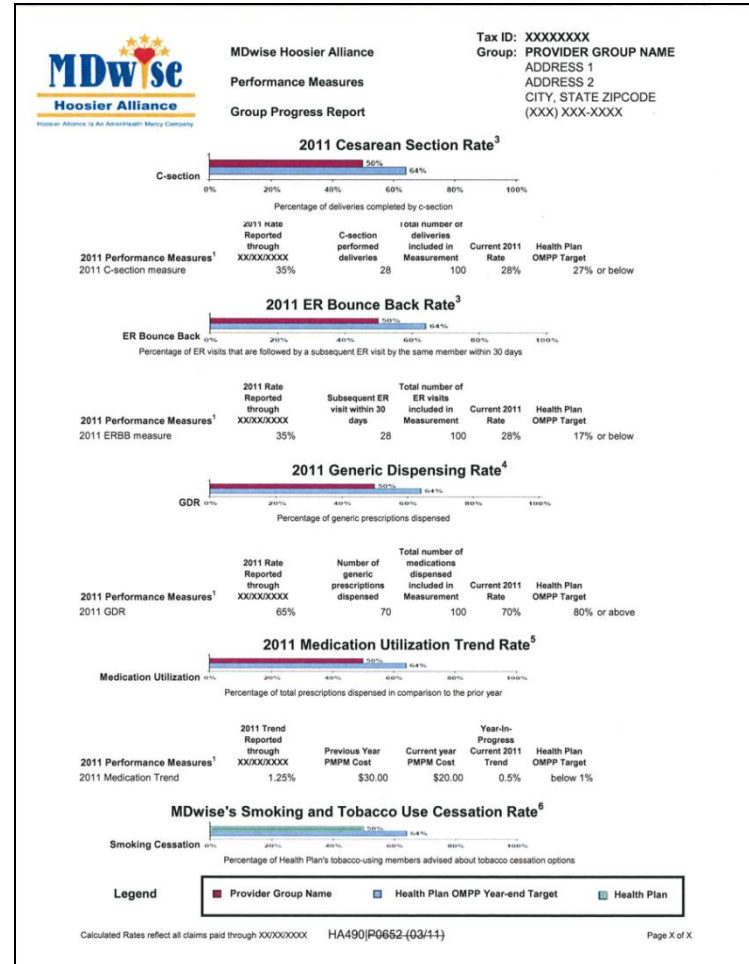 MDwise
Hoosier Alliance
Hoosier Alliance Is An AmeriHealth Mercy Company
MDwise Hoosier Alliance
Performance Measures
Group Progress Report
Tax ID: XXXXXXXX
Group: PROVIDER GROUP NAME
ADDRESS 1
ADDRESS 2
CITY, STATE ZIPCODE
(XXX) XXX-XXXX
2011 Cesarean Section Rate³
C-section
50%
64%
0% 20% 40% 60% 80% 100%
Percentage of deliveries completed by c-section
2011 Performance Measures¹
2011 Rate Reported through XX/XX/XXXX
C-section performed deliveries
Total number of deliveries included in Measurement
Current 2011 Rate
Health Plan OMPP Target
2011 C-section measure 35% 28 100 28% 27% or below
2011 ER Bounce Back Rate³
ER Bounce Back
50%
64%
0% 20% 40% 60% 80% 100%
Percentage of ER visits that are followed by a subsequent ER visit by the same member within 30 days
2011 Performance Measures¹
2011 Rate Reported through XX/XX/XXXX
Subsequent ER visit within 30 days
Total number of ER visits included in Measurement
Current 2011 Rate
Health Plan OMPP Target
2011 ERBB measure 35% 28 100 28% 17% or below
2011 Generic Dispensing Rate⁴
GDR
50%
64%
0% 20% 40% 60% 80% 100%
Percentage of generic prescriptions dispensed
2011 Performance Measures¹
2011 Rate Reported through XX/XX/XXXX
Number of generic prescriptions dispensed
Total number of medications dispensed included in Measurement
Current 2011 Rate
Health Plan OMPP Target
2011 GDR 65% 70 100 70% 80% or above
2011 Medication Utilization Trend Rate⁵
Medication Utilization
50%
64%
0% 20% 40% 60% 80% 100%
Percentage of total prescriptions dispensed in comparison to the prior year
2011 Performance Measures¹
2011 Trend Reported through XX/XX/XXXX
Previous Year PMPM Cost
Current year PMPM Cost
Year-In-Progress Current 2011 Trend
Health Plan OMPP Target
2011 Medication Trend 1.25% $30.00 $20.00 0.5% below 1%
MDwise's Smoking and Tobacco Use Cessation Rate⁶
Smoking Cessation
50%
64%
0% 20% 40% 60% 80% 100%
Percentage of Health Plan's tobacco-using members advised about tobacco cessation options
Legend Provider Group Name Health Plan OMPP Year-end Target Health Plan
Calculated Rates reflect all claims paid through XX/XX/XXXX HA490|P0652 (03/11) Page X of X